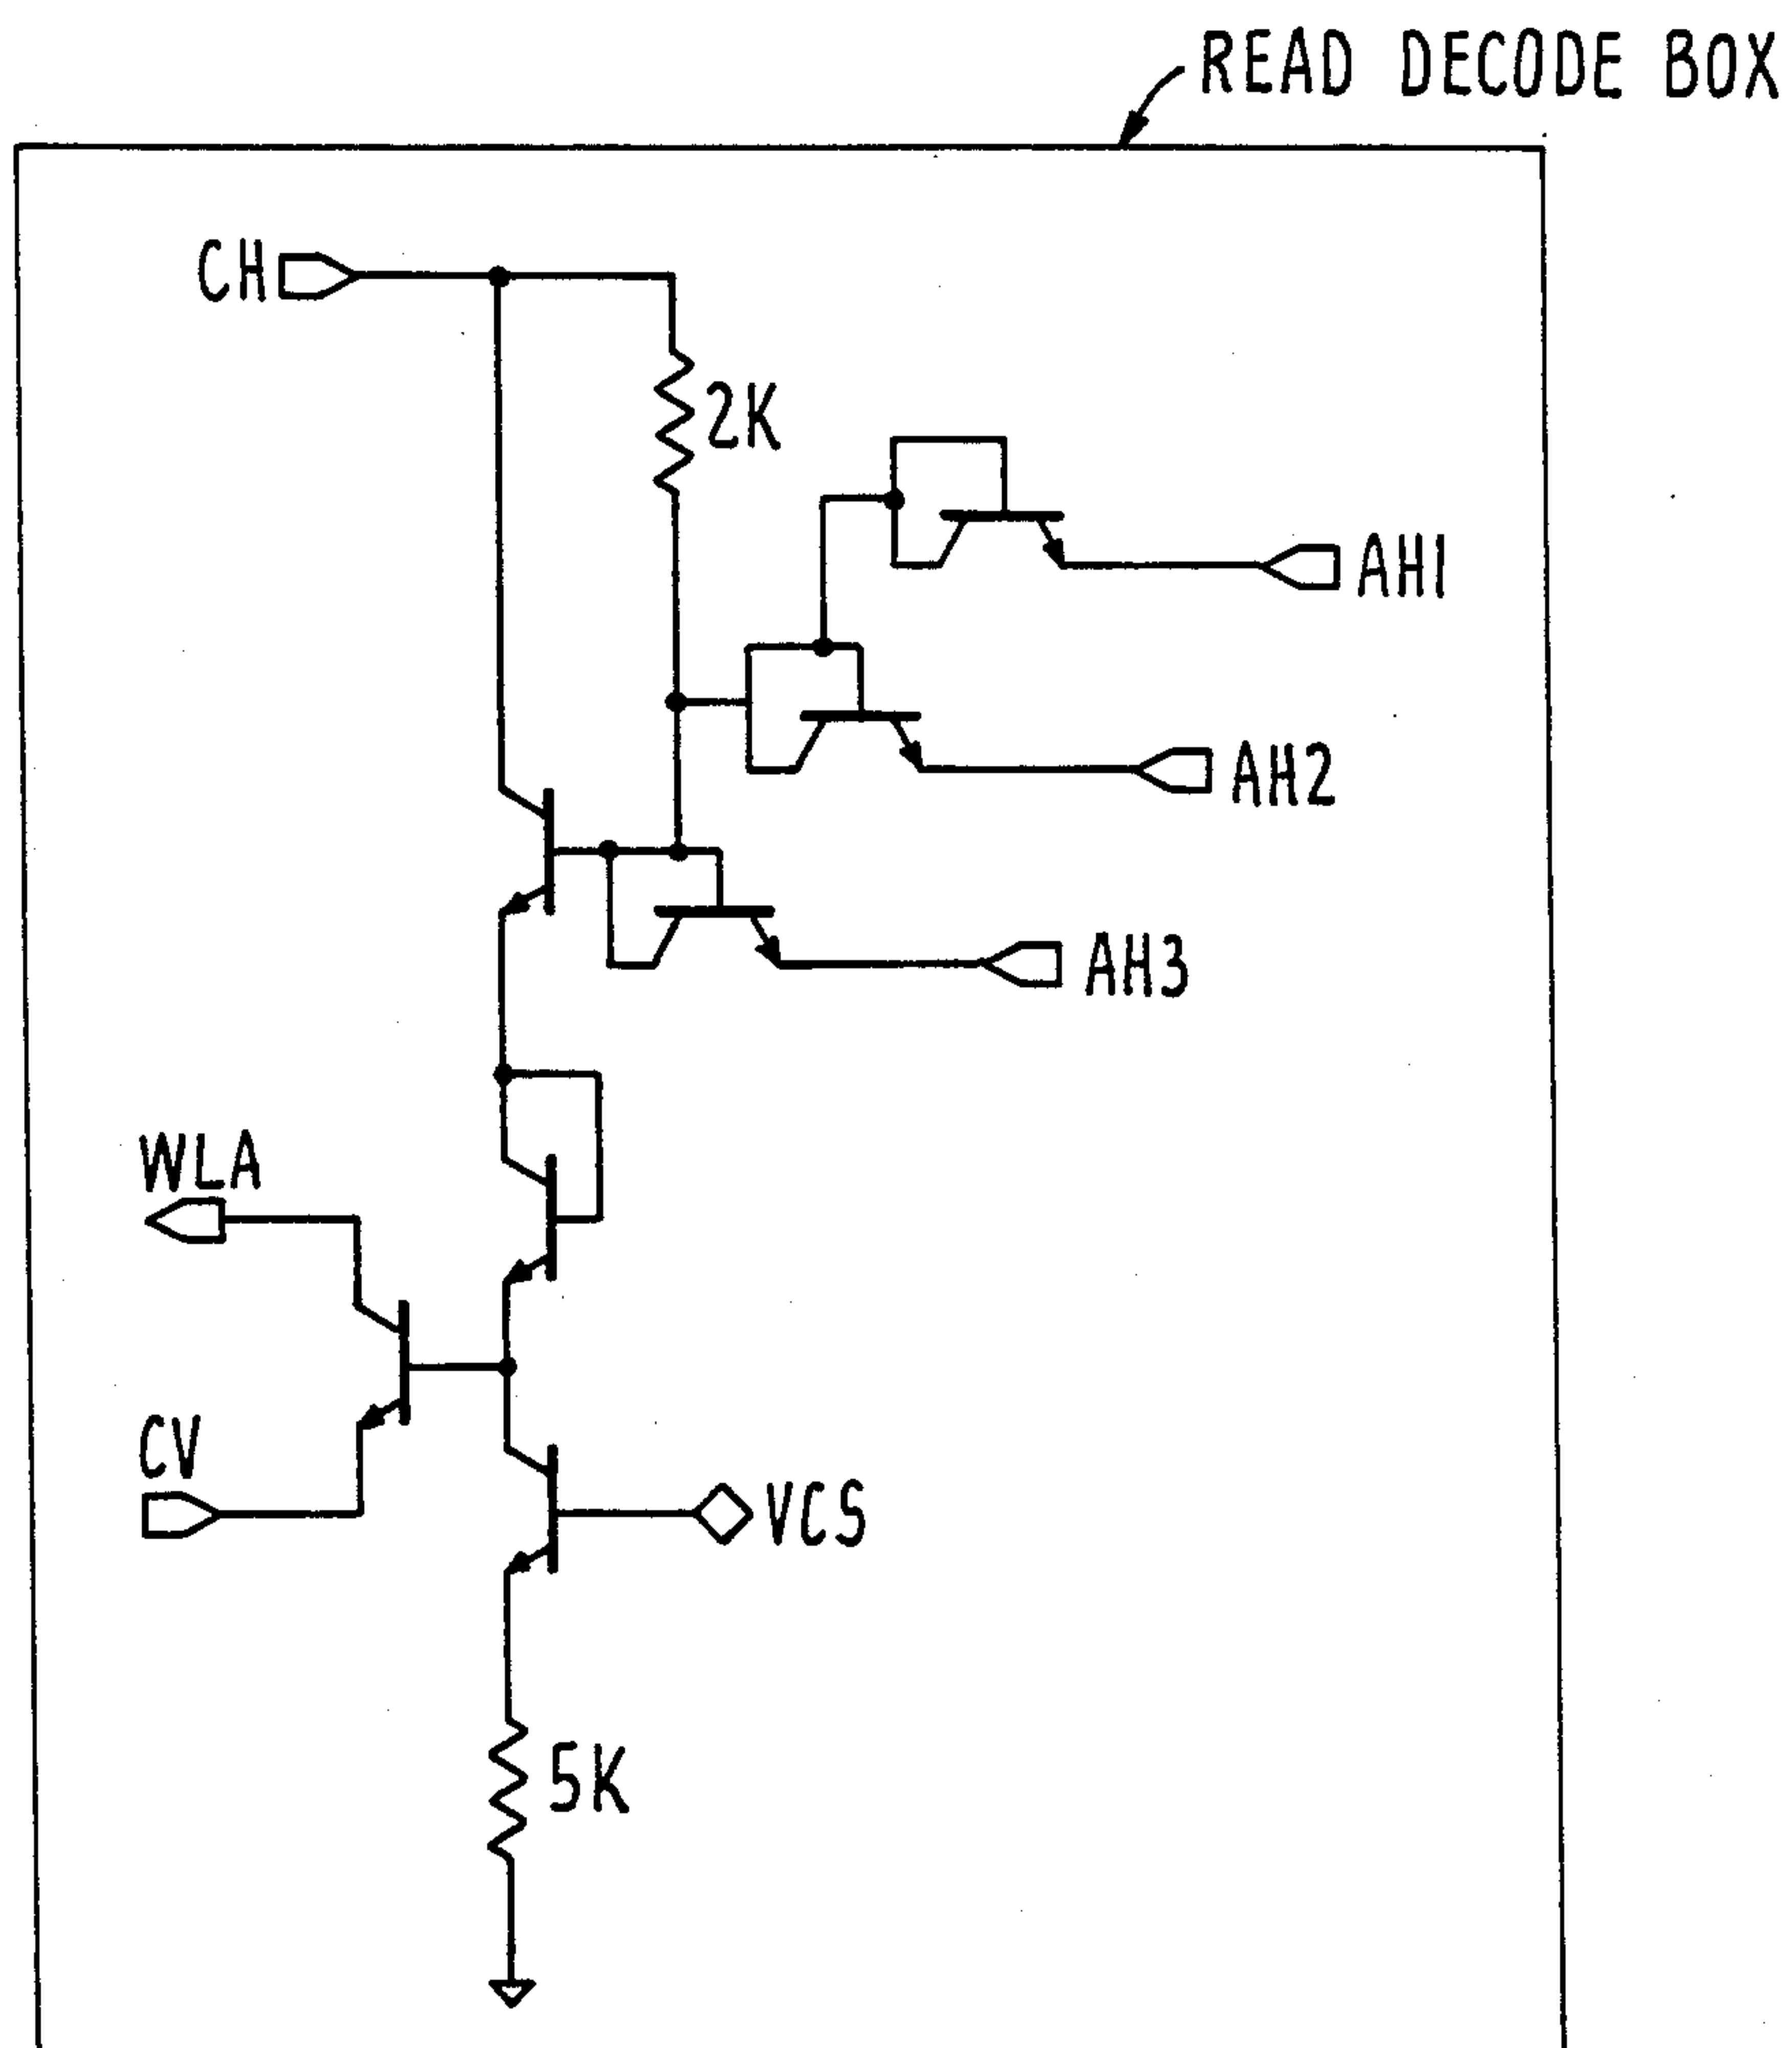 READ DECODE BOX
CH
2K
AH1
AH2
AH3
WLA
CV
VCS
5K